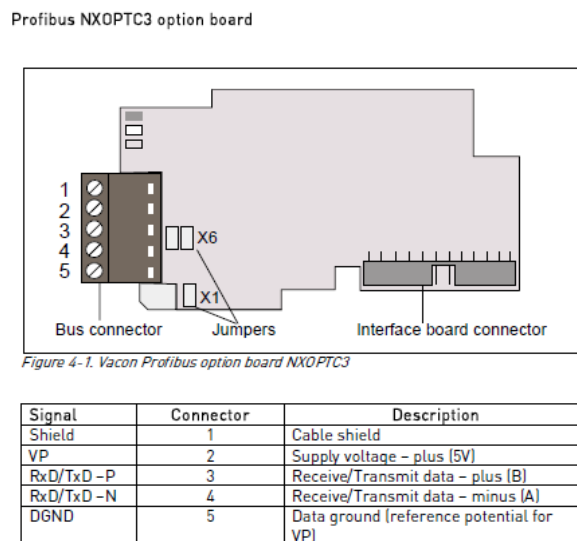 Profibus NXOPTC3 option board
1
2
3
4
5
X6
X1
Bus connector Jumpers Interface board connector
Figure 4-1. Vacon Profibus option board NXOPTC3
Signal Connector Description
Shield 1 Cable shield
VP 2 Supply voltage – plus (5V)
RxD/TxD –P 3 Receive/Transmit data – plus (B)
RxD/TxD –N 4 Receive/Transmit data – minus (A)
DGND 5 Data ground (reference potential for
VP)